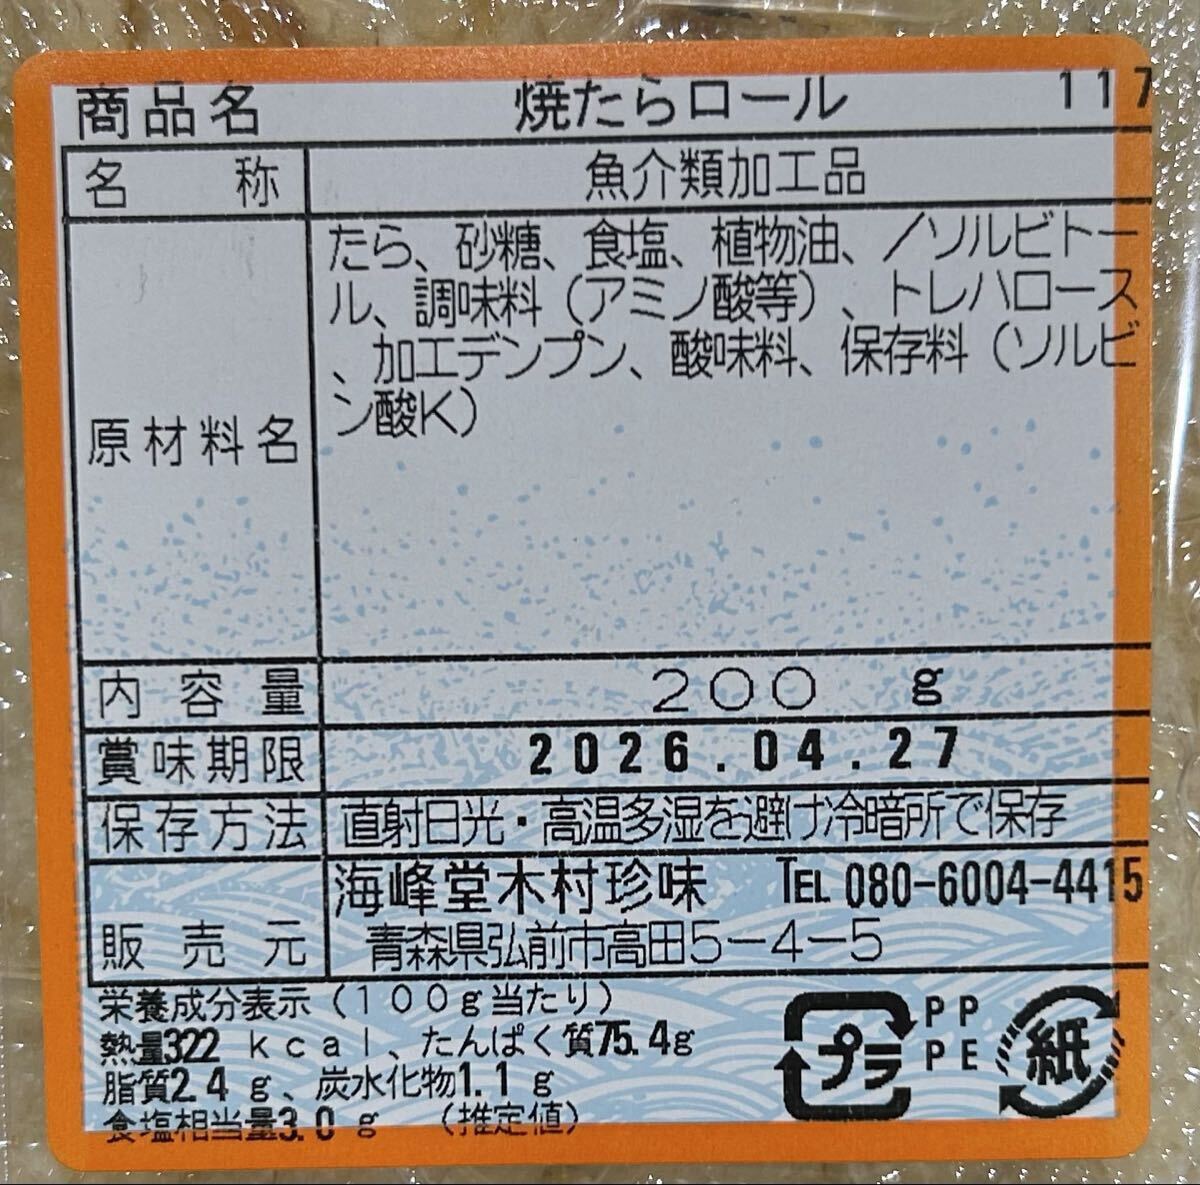 商品名 焼たらロール 117
名称 魚介類加工品
原材料名 たら、砂糖、食塩、植物油、／ソルビトー
ル、調味料（アミノ酸等）、トレハロース
、加工デンプン、酸味料、保存料（ソルビ
ン酸K）
内容量 200 g
賞味期限 2026.04.27
保存方法 直射日光・高温多湿を避け冷暗所で保存
販売元 海峰堂木村珍味 TEL 080-6004-4415
青森県弘前市高田5-4-5
栄養成分表示（100g当たり）
熱量322 kcal、たんぱく質75.4g
脂質2.4 g、炭水化物1.1 g
食塩相当量3.0 g （推定値）
プラ PP
PE
紙